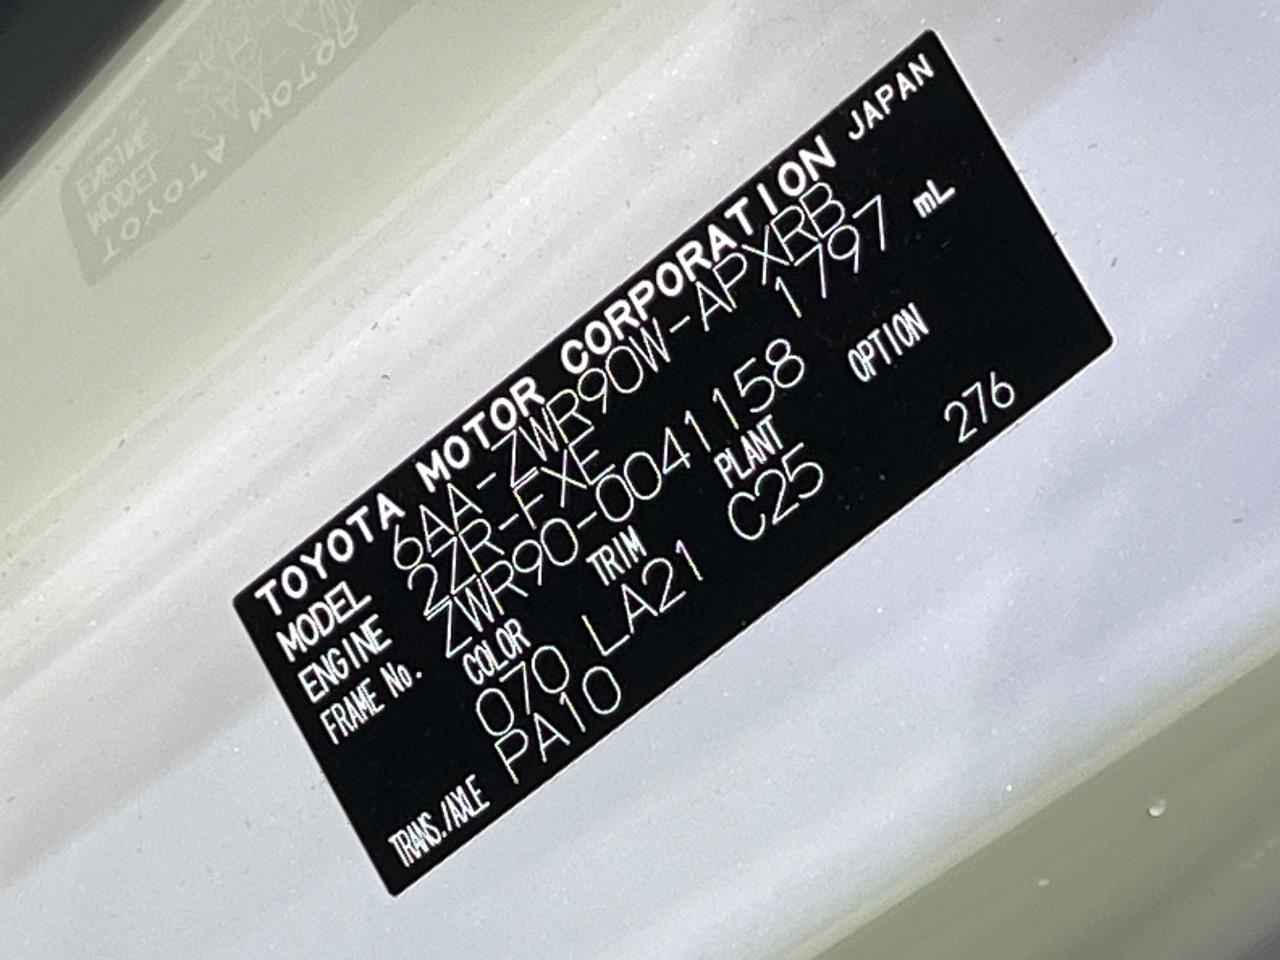 TOYOTA MOTOR CORPORATION JAPAN
MODEL 6AA-ZWR90W-APXRB
ENGINE 2ZR-FXE 1797 mL
FRAME No. ZWR90-0041158
COLOR TRIM PLANT OPTION
070 LA21 C25 276
TRANS./AXLE PA10